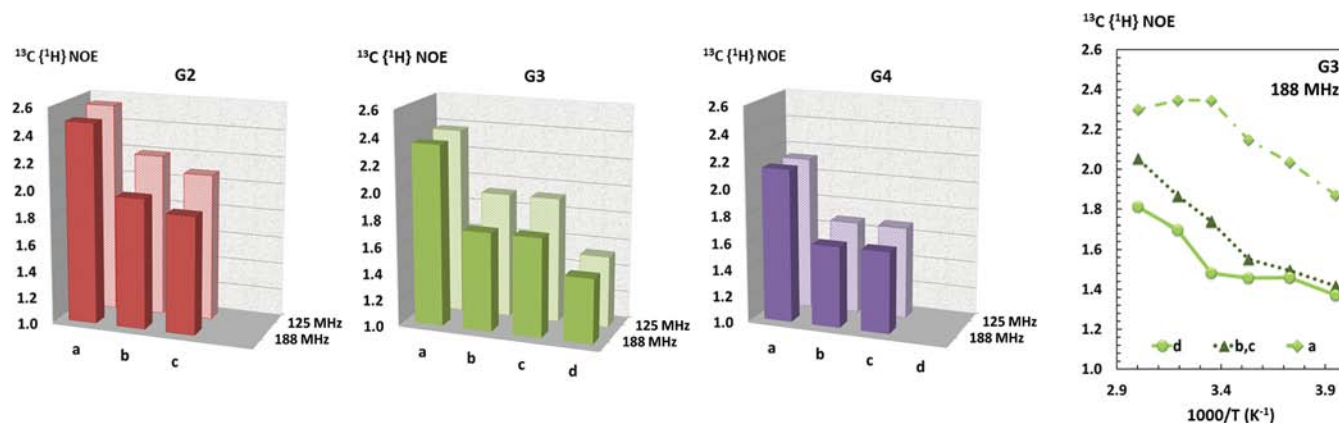 ¹³C {¹H} NOE
G2
2.6
2.4
2.2
2.0
1.8
1.6
1.4
1.2
1.0
a
b
c
125 MHz
188 MHz
¹³C {¹H} NOE
G3
2.6
2.4
2.2
2.0
1.8
1.6
1.4
1.2
1.0
a
b
c
d
125 MHz
188 MHz
¹³C {¹H} NOE
G4
2.6
2.4
2.2
2.0
1.8
1.6
1.4
1.2
1.0
a
b
c
d
125 MHz
188 MHz
¹³C {¹H} NOE
G3
188 MHz
2.6
2.4
2.2
2.0
1.8
1.6
1.4
1.2
1.0
d b,c a
2.9 3.4 3.9
1000/T (K⁻¹)